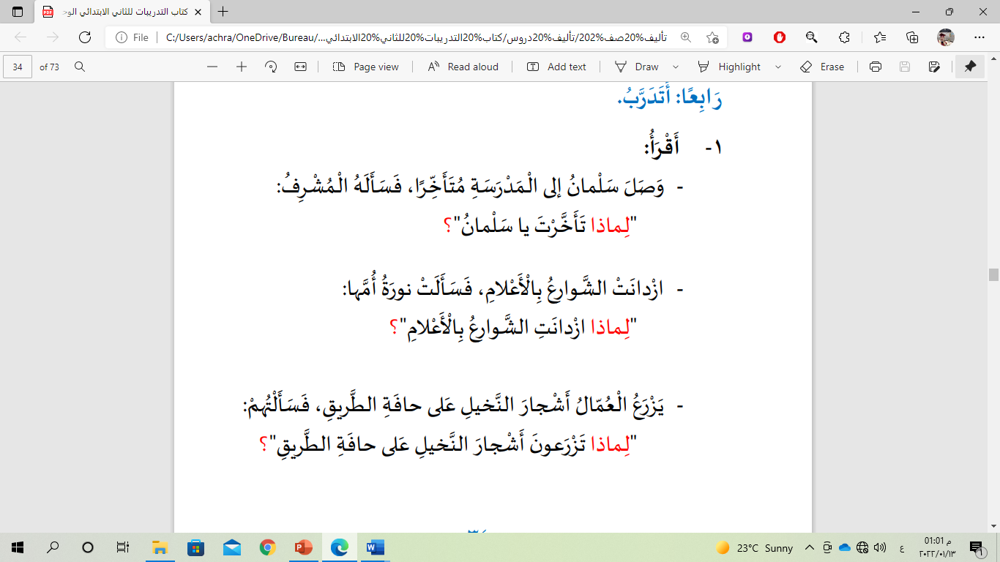 كتاب التدريبات للثاني الابتدائي الو
File
C:/Users/achra/OneDrive/Bureau/...تأليف%20صف%202/تأليف%20دروس/كتاب%20التدريبات%20للثاني%20الابتدائي
34 of 73
Page view
Read aloud
Add text
Draw
Highlight
Erase
رَابِعًا: أَتَدَرَّبُ.
١- أَقْرَأُ:
- وَصَلَ سَلْمانُ إلى الْمَدْرَسَةِ مُتَأَخِّرًا، فَسَأَلَهُ الْمُشْرِفُ:
"لِماذا تَأَخَّرْتَ يا سَلْمانُ"؟
- ازْدانَتْ الشَّوارِعُ بِالْأَعْلامِ، فَسَأَلَتْ نورَةُ أُمَّها:
"لِماذا ازْدانَتِ الشَّوارِعُ بِالْأَعْلامِ"؟
- يَزْرَعُ الْعُمّالُ أَشْجارَ النَّخيلِ عَلى حافَةِ الطَّريقِ، فَسَأَلْتُهُمْ:
"لِماذا تَزْرَعونَ أَشْجارَ النَّخيلِ عَلى حافَةِ الطَّريقِ"؟
23°C Sunny
ع
01:01 م
٢٠٢٢/٠١/١٣
1